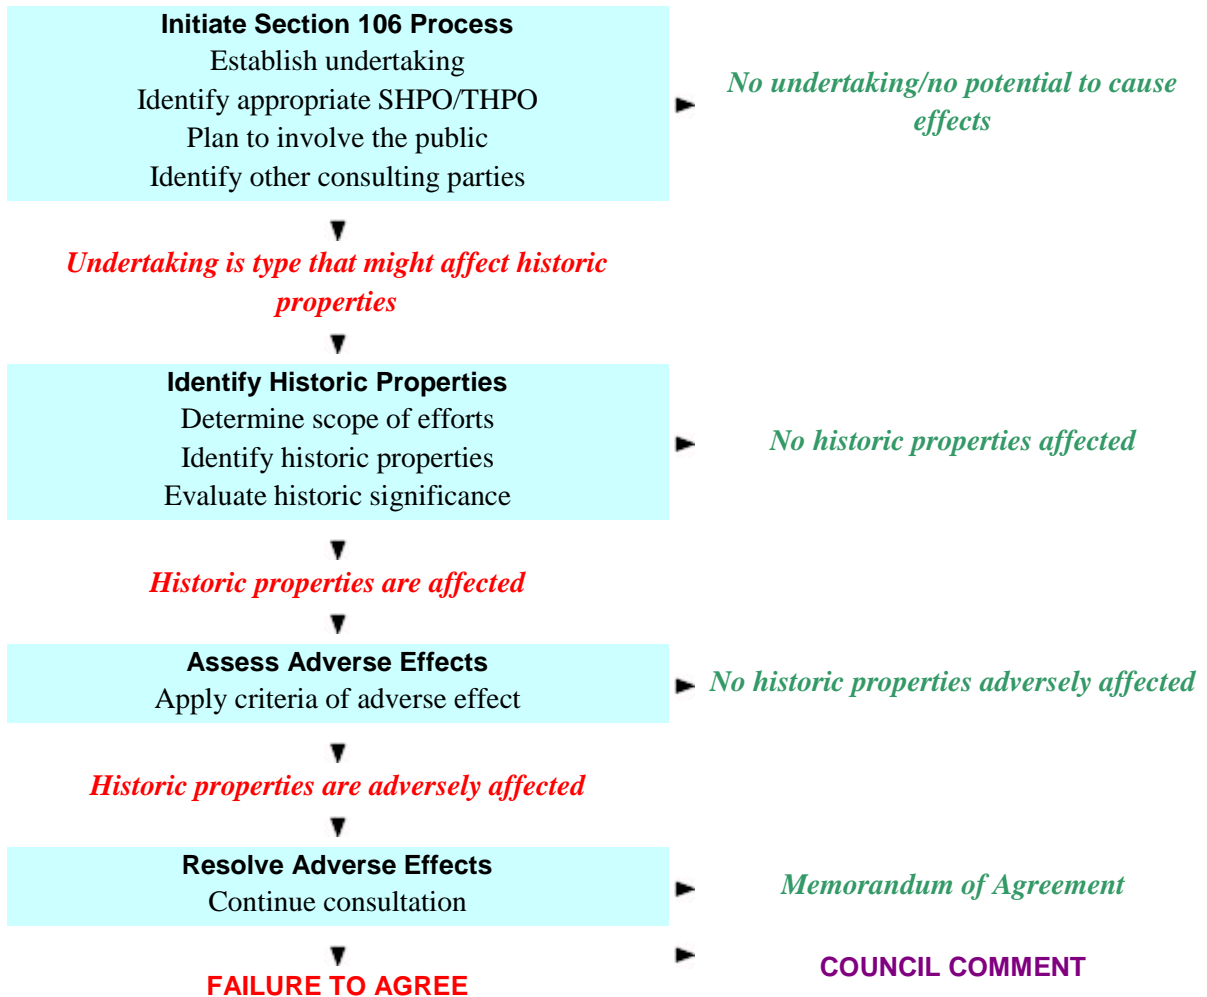 Initiate Section 106 Process
Establish undertaking
Identify appropriate SHPO/THPO
Plan to involve the public
Identify other consulting parties
No undertaking/no potential to cause
effects
Undertaking is type that might affect historic
properties
Identify Historic Properties
Determine scope of efforts
Identify historic properties
Evaluate historic significance
No historic properties affected
Historic properties are affected
Assess Adverse Effects
Apply criteria of adverse effect
No historic properties adversely affected
Historic properties are adversely affected
Resolve Adverse Effects
Continue consultation
Memorandum of Agreement
FAILURE TO AGREE
COUNCIL COMMENT